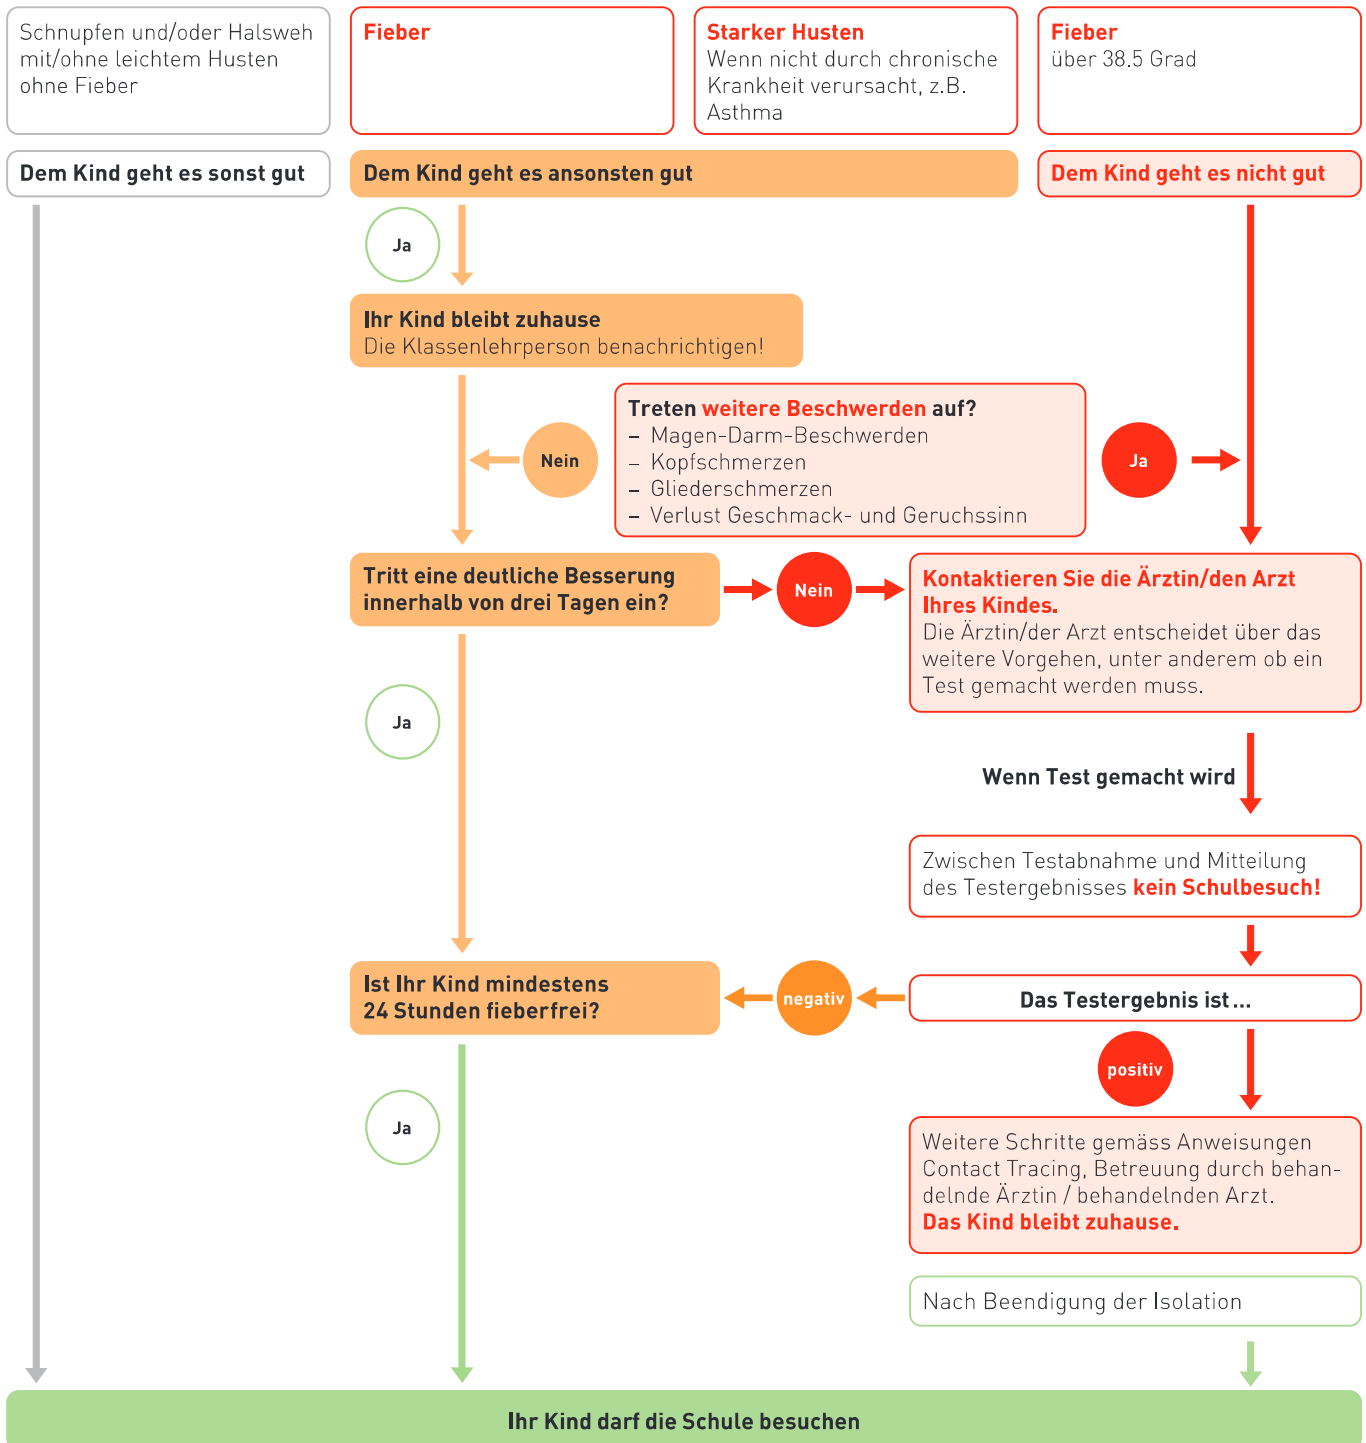 Schnupfen und/oder Halsweh
mit/ohne leichtem Husten
ohne Fieber
Fieber
Starker Husten
Wenn nicht durch chronische
Krankheit verursacht, z.B.
Asthma
Fieber
über 38.5 Grad
Dem Kind geht es sonst gut
Dem Kind geht es ansonsten gut
Dem Kind geht es nicht gut
Ja
Ihr Kind bleibt zuhause
Die Klassenlehrperson benachrichtigen!
Treten weitere Beschwerden auf?
– Magen-Darm-Beschwerden
– Kopfschmerzen
– Gliederschmerzen
– Verlust Geschmack- und Geruchssinn
Nein
Ja
Tritt eine deutliche Besserung
innerhalb von drei Tagen ein?
Nein
Kontaktieren Sie die Ärztin/den Arzt
Ihres Kindes.
Die Ärztin/der Arzt entscheidet über das
weitere Vorgehen, unter anderem ob ein
Test gemacht werden muss.
Ja
Wenn Test gemacht wird
Zwischen Testabnahme und Mitteilung
des Testergebnisses kein Schulbesuch!
Ist Ihr Kind mindestens
24 Stunden fieberfrei?
negativ
Das Testergebnis ist ...
positiv
Ja
Weitere Schritte gemäss Anweisungen
Contact Tracing, Betreuung durch behan-
delnde Ärztin / behandelnden Arzt.
Das Kind bleibt zuhause.
Nach Beendigung der Isolation
Ihr Kind darf die Schule besuchen